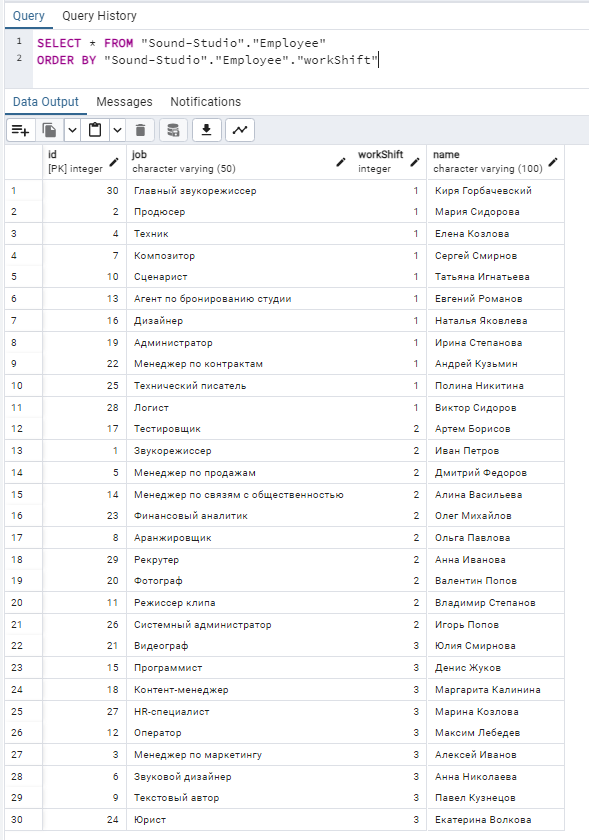 Query Query History
1 SELECT * FROM "Sound-Studio"."Employee"
2 ORDER BY "Sound-Studio"."Employee"."workShift"
Data Output Messages Notifications
id job workShift name
[PK] integer character varying (50) integer character varying (100)
1 30 Главный звукорежиссер 1 Киря Горбачевский
2 2 Продюсер 1 Мария Сидорова
3 4 Техник 1 Елена Козлова
4 7 Композитор 1 Сергей Смирнов
5 10 Сценарист 1 Татьяна Игнатьева
6 13 Агент по бронированию студии 1 Евгений Романов
7 16 Дизайнер 1 Наталья Яковлева
8 19 Администратор 1 Ирина Степанова
9 22 Менеджер по контрактам 1 Андрей Кузьмин
10 25 Технический писатель 1 Полина Никитина
11 28 Логист 1 Виктор Сидоров
12 17 Тестировщик 2 Артем Борисов
13 1 Звукорежиссер 2 Иван Петров
14 5 Менеджер по продажам 2 Дмитрий Федоров
15 14 Менеджер по связям с общественностью 2 Алина Васильева
16 23 Финансовый аналитик 2 Олег Михайлов
17 8 Аранжировщик 2 Ольга Павлова
18 29 Рекрутер 2 Анна Иванова
19 20 Фотограф 2 Валентин Попов
20 11 Режиссер клипа 2 Владимир Степанов
21 26 Системный администратор 2 Игорь Попов
22 21 Видеограф 3 Юлия Смирнова
23 15 Программист 3 Денис Жуков
24 18 Контент-менеджер 3 Маргарита Калинина
25 27 HR-специалист 3 Марина Козлова
26 12 Оператор 3 Максим Лебедев
27 3 Менеджер по маркетингу 3 Алексей Иванов
28 6 Звуковой дизайнер 3 Анна Николаева
29 9 Текстовый автор 3 Павел Кузнецов
30 24 Юрист 3 Екатерина Волкова